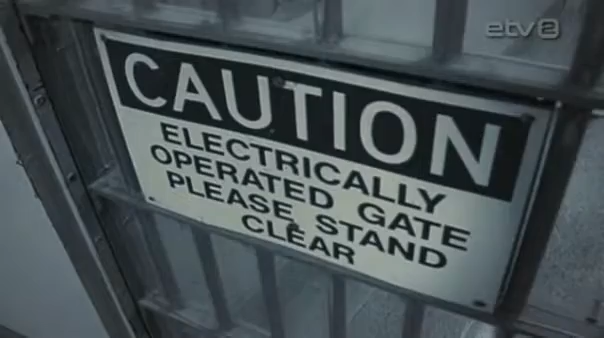 etv2
CAUTION
ELECTRICALLY
OPERATED GATE
PLEASE STAND
CLEAR